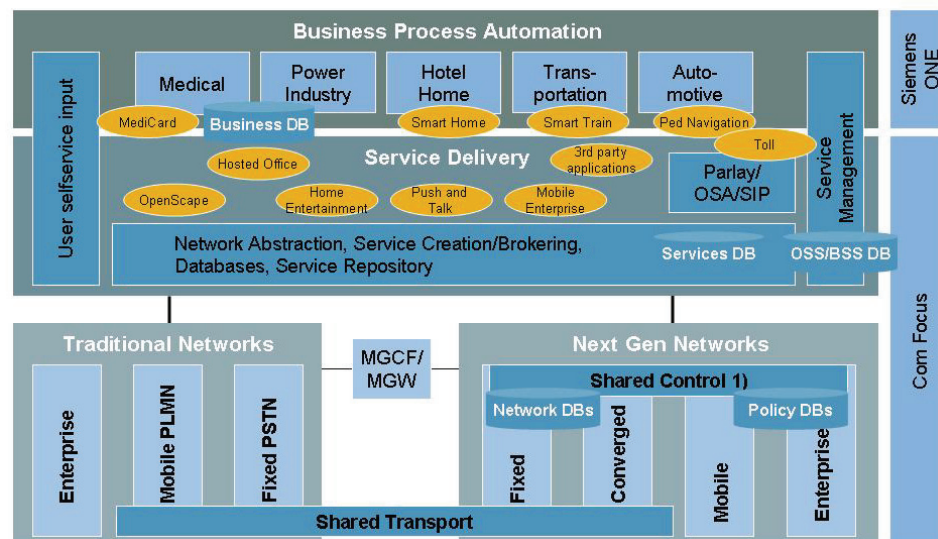 Business Process Automation
Siemens
ONE
User selfservice input
Medical
Power
Industry
Hotel
Home
Trans-
portation
Auto-
motive
Service
Management
MediCard
Business DB
Smart Home
Smart Train
Ped Navigation
Toll
Service Delivery
Hosted Office
3rd party
applications
Parlay/
OSA/SIP
OpenScape
Home
Entertainment
Push and
Talk
Mobile
Enterprise
Network Abstraction, Service Creation/Brokering,
Databases, Service Repository
Services DB
OSS/BSS DB
Com Focus
Traditional Networks
MGCF/
MGW
Next Gen Networks
Enterprise
Mobile PLMN
Fixed PSTN
Shared Control 1)
Network DBs
Policy DBs
Fixed
Converged
Mobile
Enterprise
Shared Transport